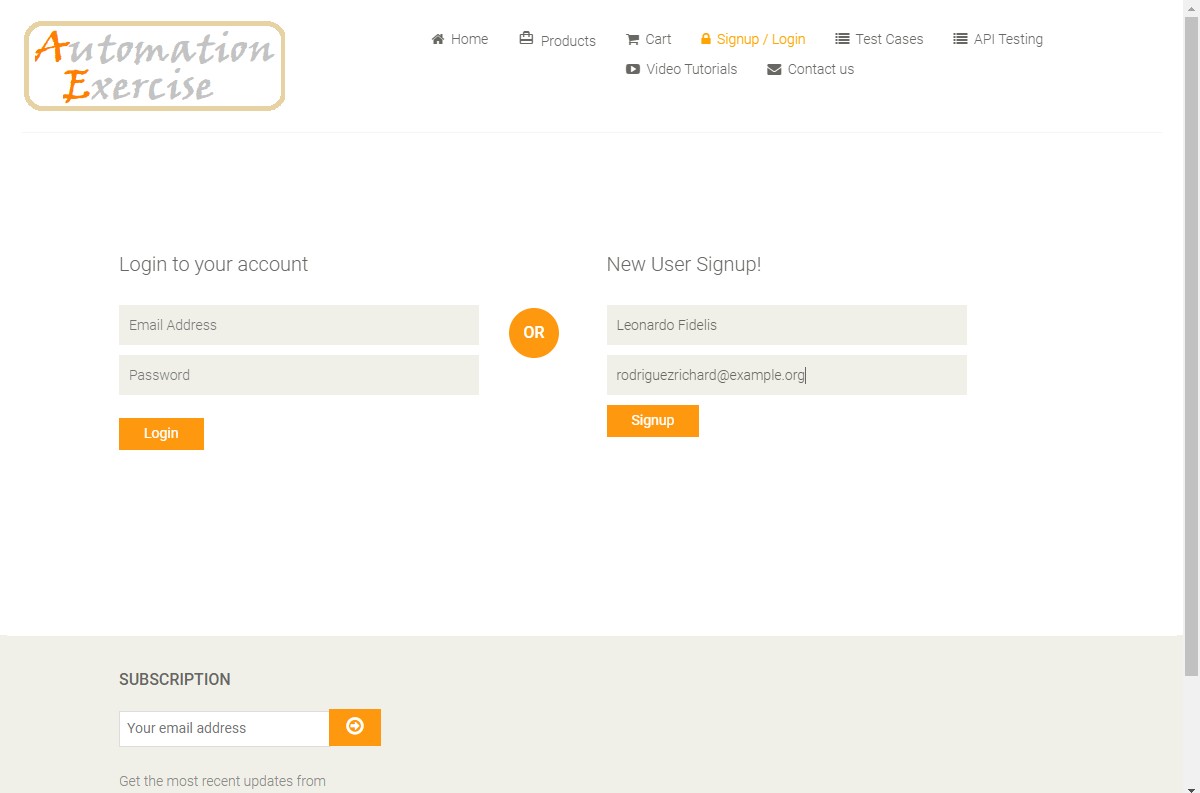 Automation
Exercise
Home
Products
Cart
Signup / Login
Test Cases
API Testing
Video Tutorials
Contact us
Login to your account
Email Address
Password
Login
OR
New User Signup!
Leonardo Fidelis
rodriguezrichard@example.org
Signup
SUBSCRIPTION
Your email address
Get the most recent updates from